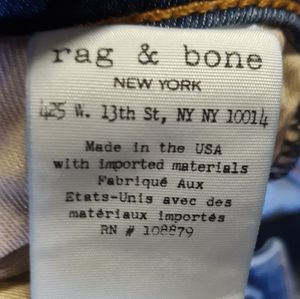 rag & bone
NEW YORK
425 W. 13th St, NY NY 10014
Made in the USA
with imported materials
Fabriqué Aux
Etats-Unis avec des
matériaux importés
RN # 108879